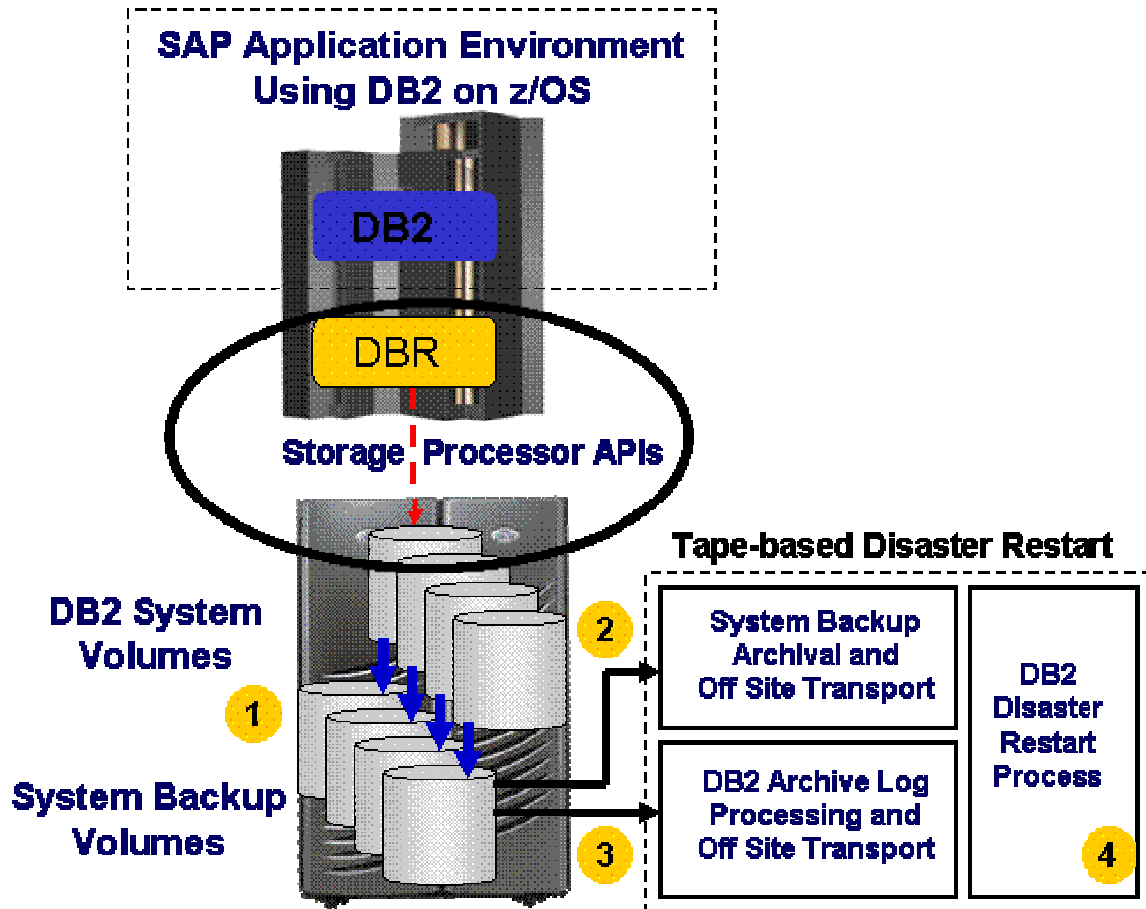 SAP Application Environment
Using DB2 on z/OS
DB2
DBR
Storage Processor APIs
Tape-based Disaster Restart
DB2 System
Volumes
1
System Backup
Volumes
2
System Backup
Archival and
Off Site Transport
3
DB2 Archive Log
Processing and
Off Site Transport
DB2
Disaster
Restart
Process
4